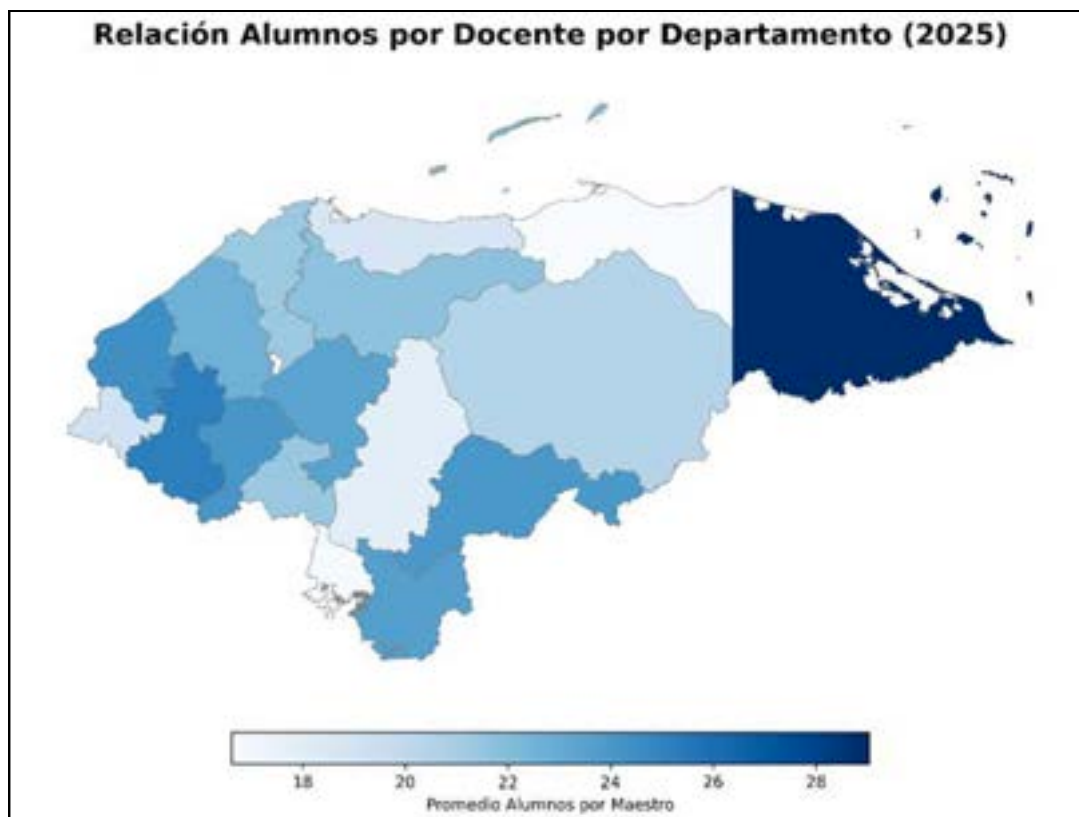 Relación Alumnos por Docente por Departamento (2025)
18 20 22 24 26 28
Promedio Alumnos por Maestro